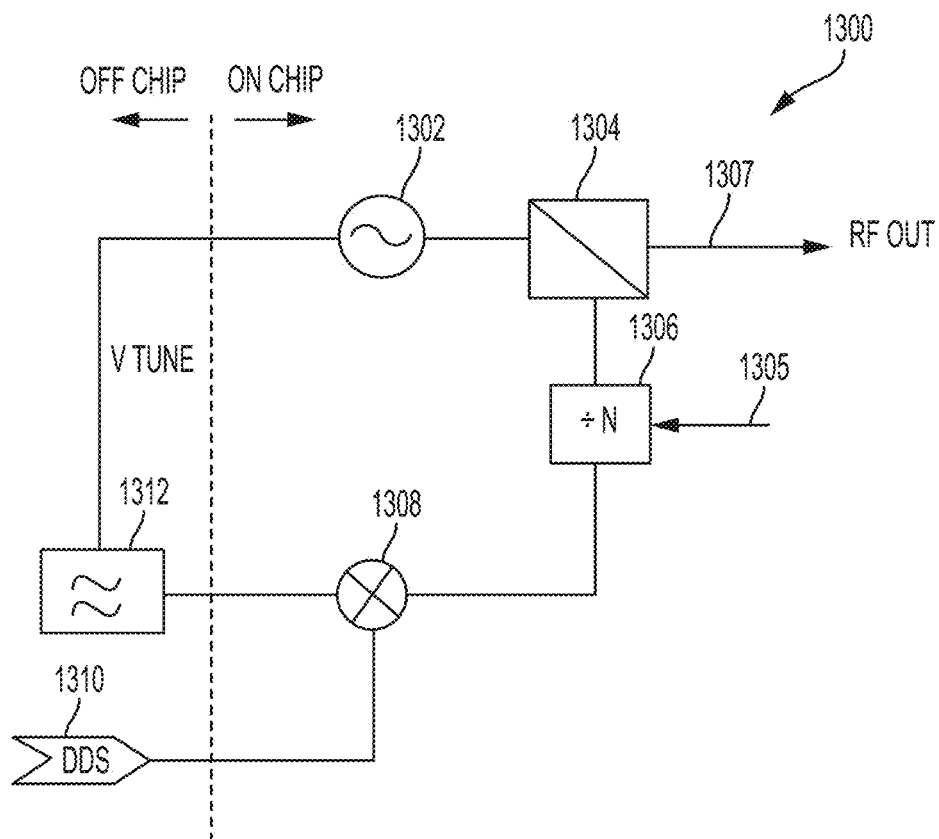 1300
OFF CHIP
ON CHIP
1302
1304
1307
RF OUT
1306
V TUNE
1305
÷ N
1312
1308
1310
DDS